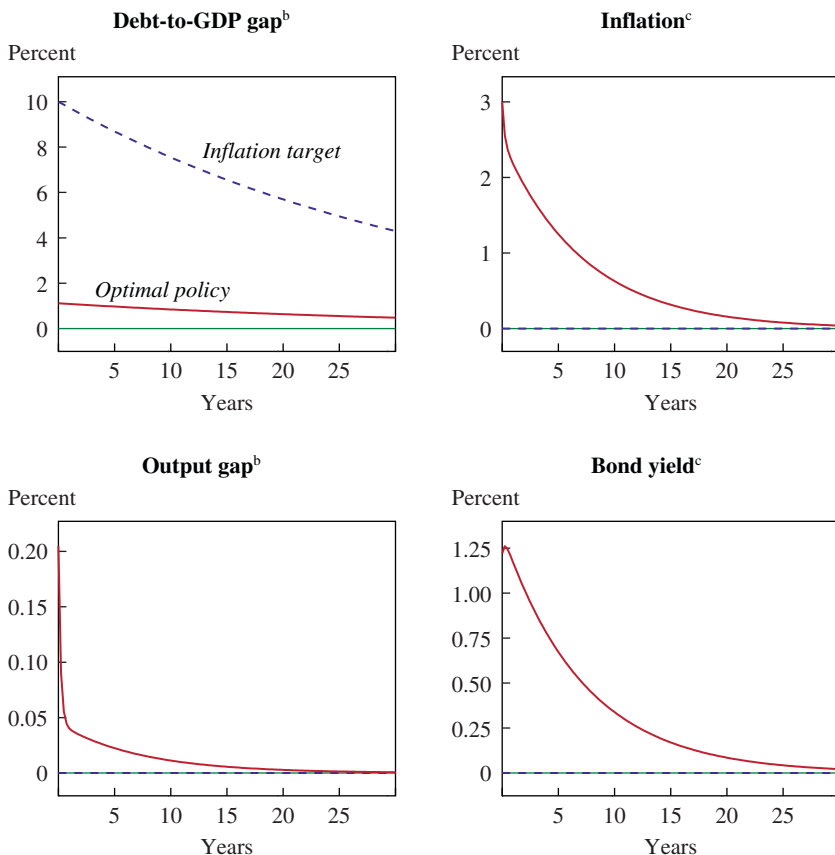 Debt-to-GDP gapᵇ
Percent
10
8
6
4
2
0
Inflation target
Optimal policy
5 10 15 20 25
Years
Inflationᶜ
Percent
3
2
1
0
5 10 15 20 25
Years
Output gapᵇ
Percent
0.20
0.15
0.10
0.05
0
5 10 15 20 25
Years
Bond yieldᶜ
Percent
1.25
1.00
0.75
0.50
0.25
0
5 10 15 20 25
Years